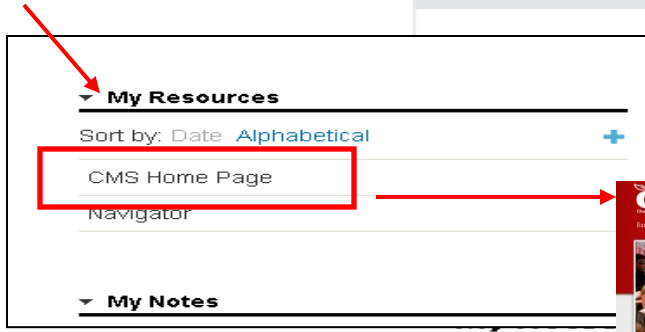 My Resources
Sort by: Date Alphabetical
CMS Home Page
Navigator
My Notes